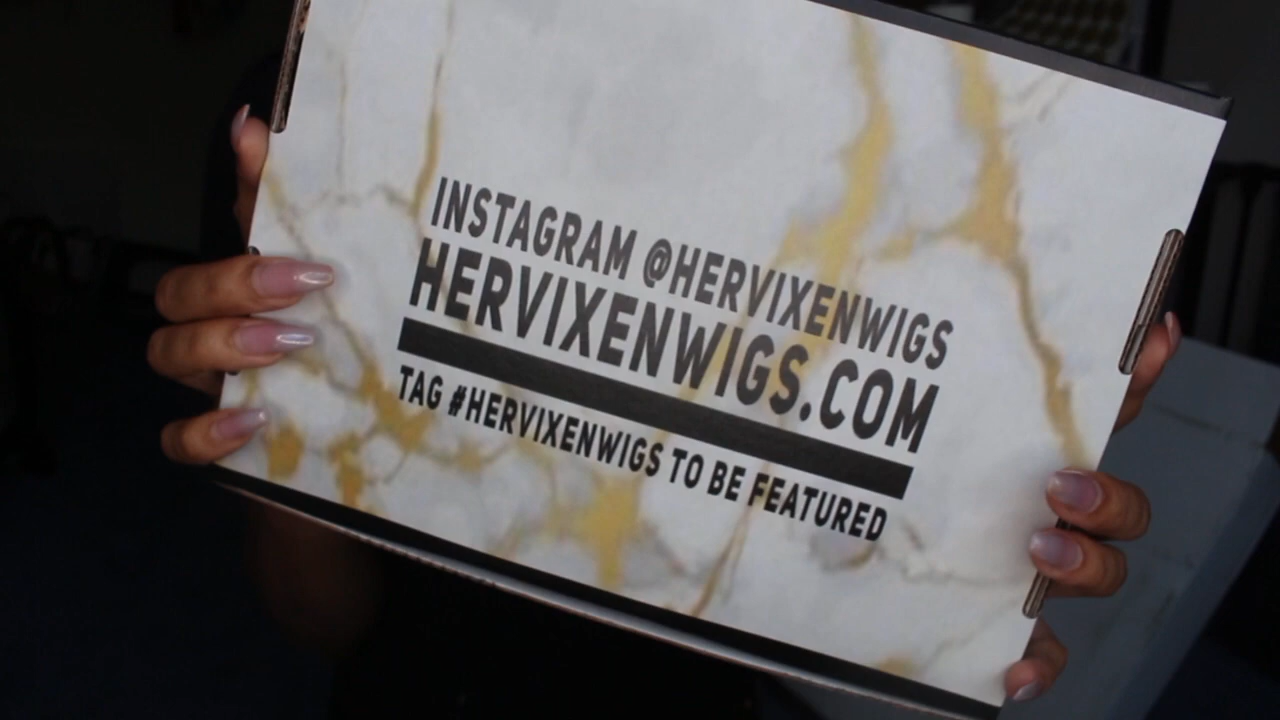 INSTAGRAM @HERVIXENWIGS
HERVIXENWIGS.COM
TAG #HERVIXENWIGS TO BE FEATURED